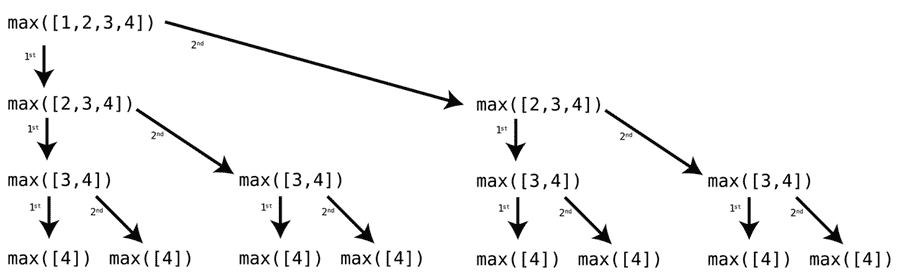 max([1,2,3,4])
1st 2nd
max([2,3,4]) max([2,3,4])
1st 2nd 1st 2nd
max([3,4]) max([3,4]) max([3,4]) max([3,4])
1st 2nd 1st 2nd 1st 2nd 1st 2nd
max([4]) max([4]) max([4]) max([4]) max([4]) max([4]) max([4]) max([4])